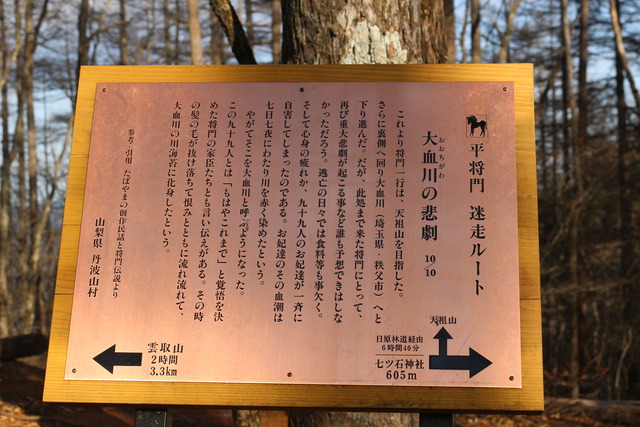 平将門 迷走ルート
おおちがわ
大血川の悲劇 10/10
これより将門一行は、天祖山を目指した。
さらに裏側へ回り大血川（埼玉県・秩父市）へと
下り進んだ。だが、此処まで来た将門にとって、
再び重大悲劇が起こる事など誰も予想できはしな
かっただろう。逃亡の日々では食料等も事欠く。
そして心身の疲れか、九十九人のお妃達が一斉に
自害してしまったのである。お妃達のその血潮は
七日七夜にわたり川を赤く染めたという。
やがてそこを大血川と呼ぶようになった。
この九十九人とは「もはやこれまで」と覚悟を決
めた将門の家臣たちとも言い伝えがある。その時
の髪の毛が抜け落ちて恨みとともに流れ流れて、
大血川の川海苔に化身したという。
参考・引用 たばやまの創作民話と将門伝説より
山梨県 丹波山村
天祖山
日原林道経由
6時間40分
七ツ石神社
605m
雲取山
2時間
3.3km